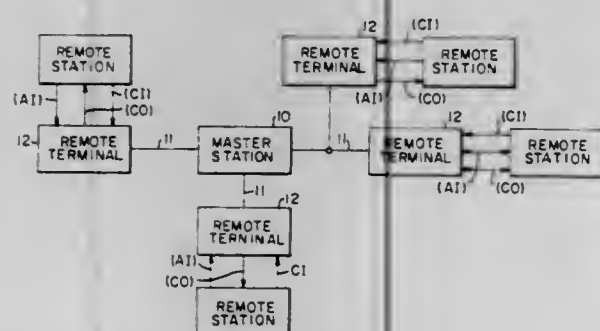 12
REMOTE
TERMINAL
(CI)
(AI)
(CO)
REMOTE
STATION
REMOTE
STATION
(AI)
(CI)
(CO)
12
REMOTE
TERMINAL
11
10
MASTER
STATION
11
12
REMOTE
TERMINAL
(CI)
(AI)
(CO)
REMOTE
STATION
11
12
REMOTE
TERNINAL
(AI)
(CO)
CI
REMOTE
STATION